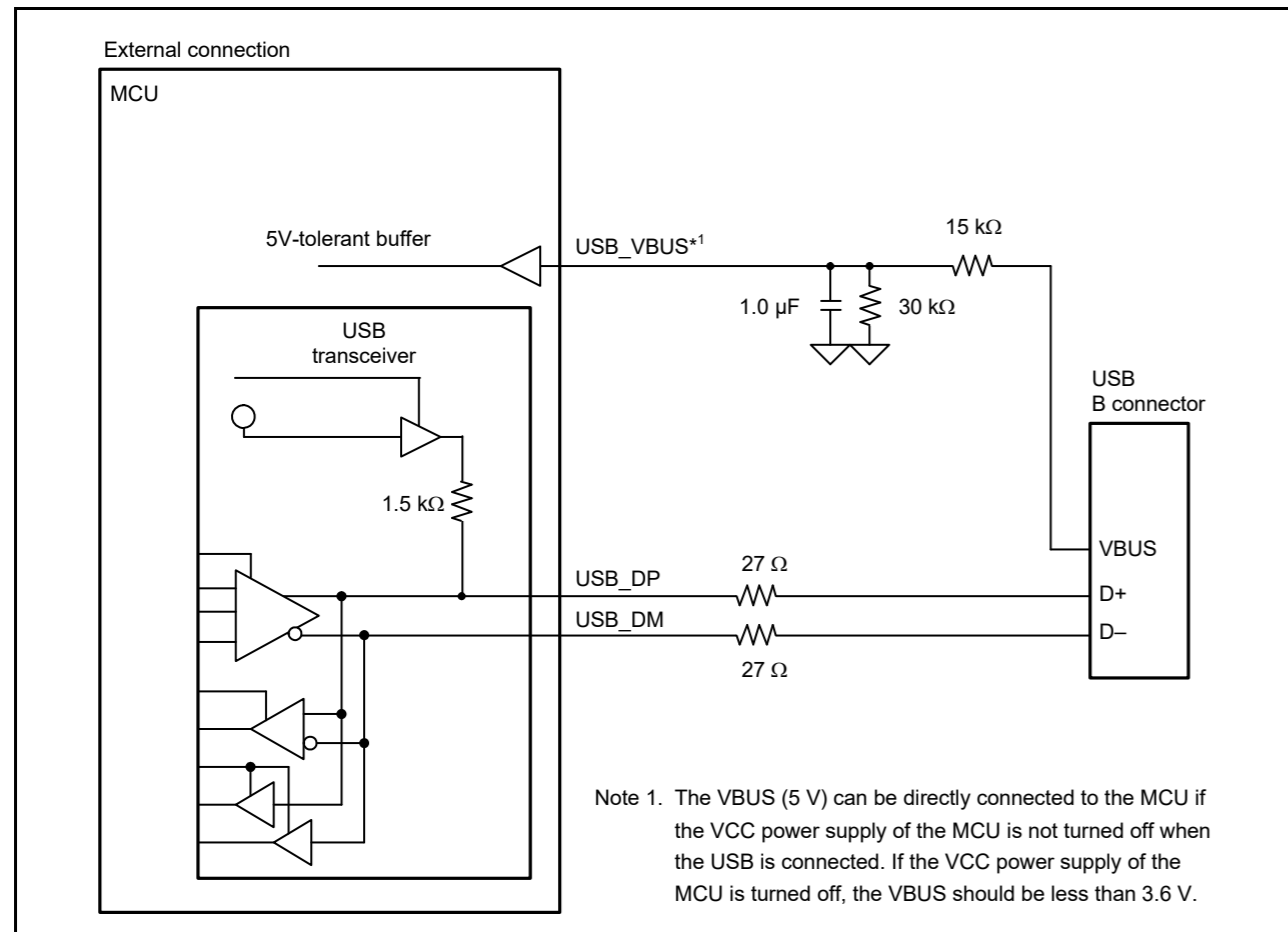 External connection
MCU
5V-tolerant buffer
USB_VBUS*1
15 kΩ
1.0 µF
30 kΩ
USB
transceiver
USB
B connector
1.5 kΩ
VBUS
USB_DP
27 Ω
D+
USB_DM
D–
27 Ω
Note 1. The VBUS (5 V) can be directly connected to the MCU if
the VCC power supply of the MCU is not turned off when
the USB is connected. If the VCC power supply of the
MCU is turned off, the VBUS should be less than 3.6 V.